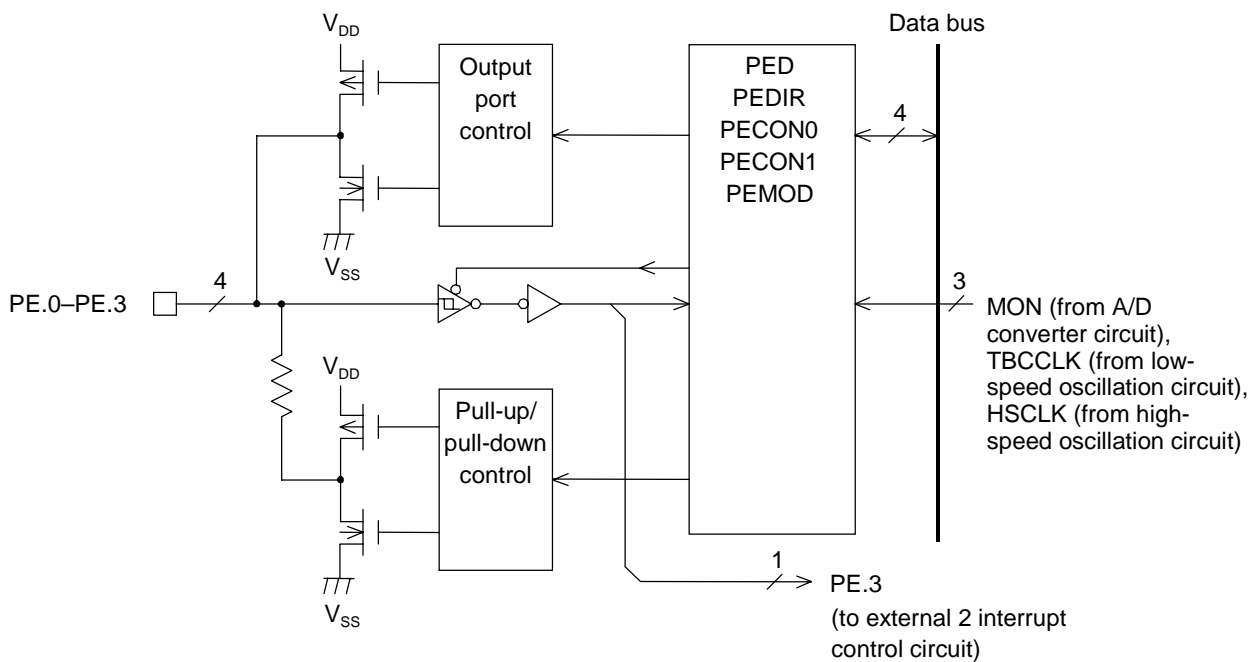 V_DD
Output
port
control
V_SS
PED
PEDIR
PECON0
PECON1
PEMOD
Data bus
4
PE.0–PE.3
4
3
MON (from A/D
converter circuit),
TBCCLK (from low-
speed oscillation circuit),
HSCLK (from high-
speed oscillation circuit)
V_DD
Pull-up/
pull-down
control
V_SS
1
PE.3
(to external 2 interrupt
control circuit)